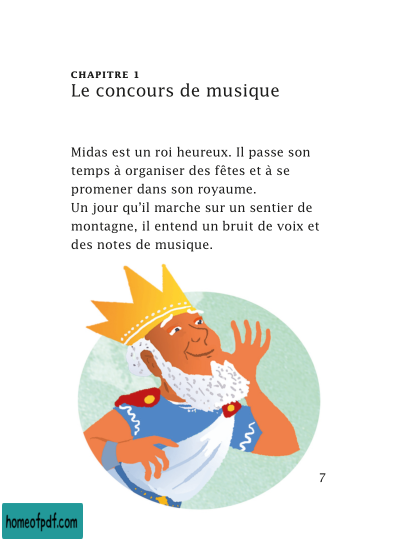 CHAPITRE 1
Le concours de musique
Midas est un roi heureux. Il passe son
temps à organiser des fêtes et à se
promener dans son royaume.
Un jour qu’il marche sur un sentier de
montagne, il entend un bruit de voix et
des notes de musique.
7
homeofpdf.com